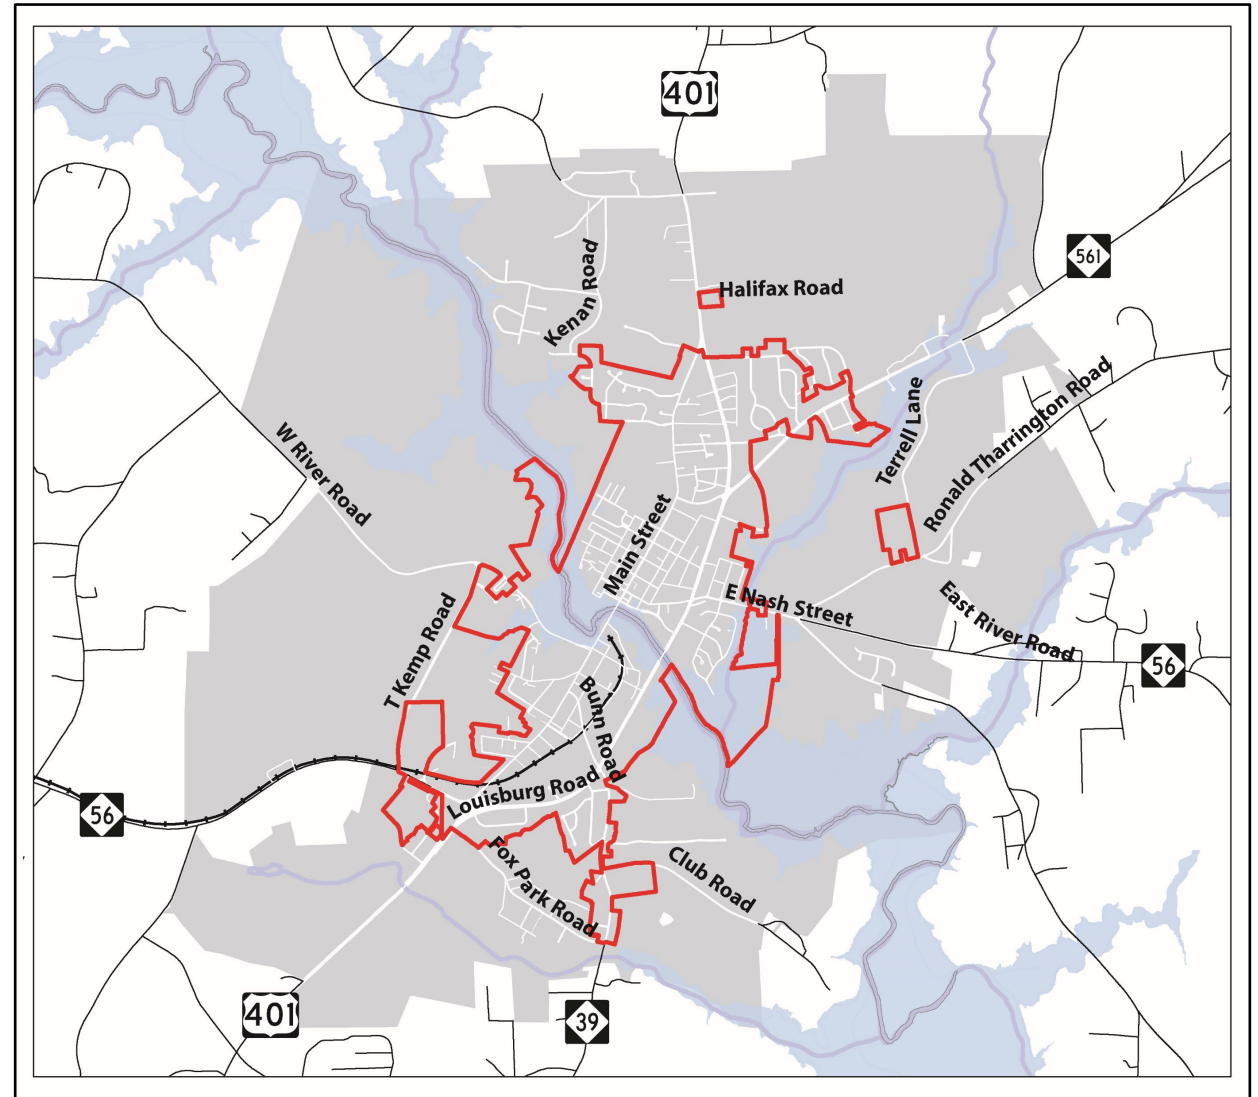 401
561
Kenan Road
Halifax Road
Terrell Lane
Ronald Tharrington Road
W River Road
Main Street
E Nash Street
East River Road
56
T Kemp Road
Bunn Road
Louisburg Road
56
Fox Park Road
Club Road
401
39